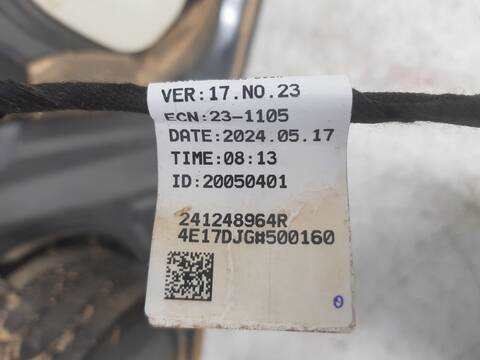 VER:17.NO.23
ECN:23-1105
DATE:2024.05.17
TIME:08:13
ID:20050401
241248964R
4E17DJG#500160